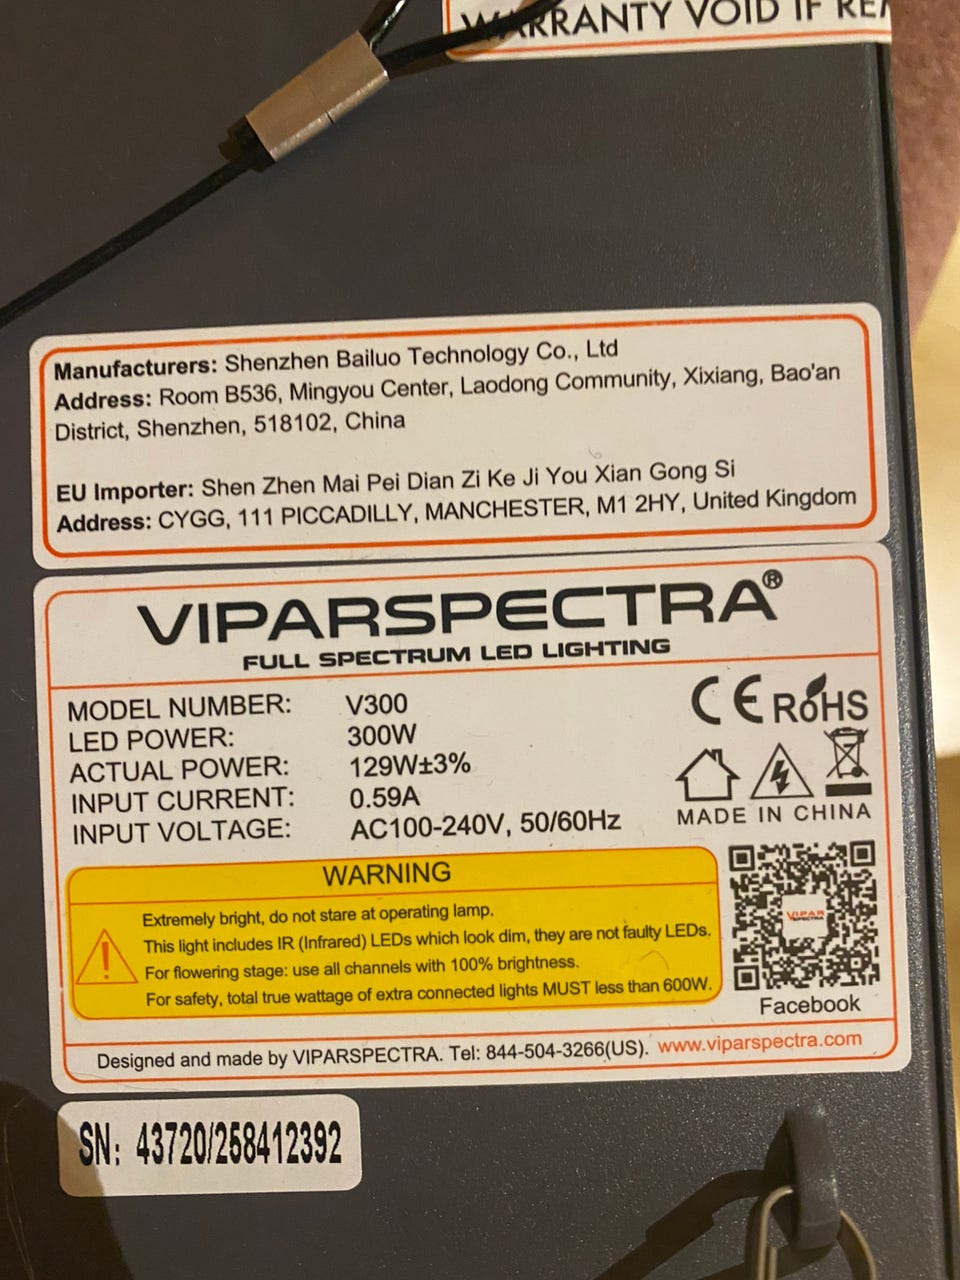 WARRANTY VOID IF RE
Manufacturers: Shenzhen Bailuo Technology Co., Ltd
Address: Room B536, Mingyou Center, Laodong Community, Xixiang, Bao'an
District, Shenzhen, 518102, China
EU Importer: Shen Zhen Mai Pei Dian Zi Ke Ji You Xian Gong Si
Address: CYGG, 111 PICCADILLY, MANCHESTER, M1 2HY, United Kingdom
VIPARSPECTRA®
FULL SPECTRUM LED LIGHTING
MODEL NUMBER: V300
LED POWER: 300W
ACTUAL POWER: 129W±3%
INPUT CURRENT: 0.59A
INPUT VOLTAGE: AC100-240V, 50/60Hz
CE RoHS
MADE IN CHINA
WARNING
Extremely bright, do not stare at operating lamp.
This light includes IR (Infrared) LEDs which look dim, they are not faulty LEDs.
For flowering stage: use all channels with 100% brightness.
For safety, total true wattage of extra connected lights MUST less than 600W.
VIPAR
SPECTRA
Facebook
Designed and made by VIPARSPECTRA. Tel: 844-504-3266(US). www.viparspectra.com
SN: 43720/258412392